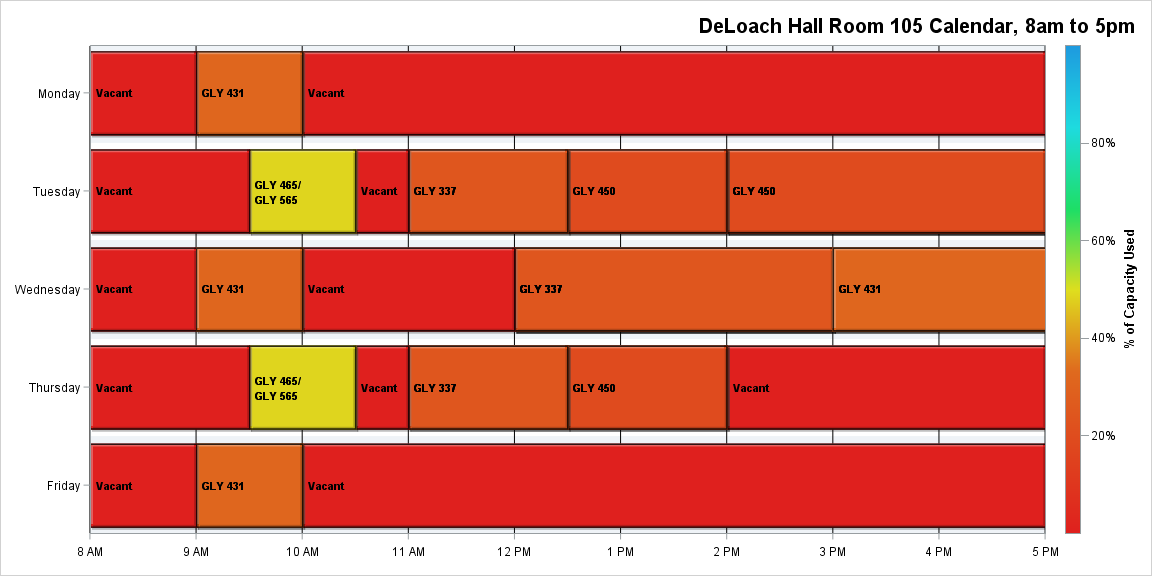 DeLoach Hall Room 105 Calendar, 8am to 5pm
Monday
Vacant
GLY 431
Vacant
Tuesday
Vacant
GLY 465/
GLY 565
Vacant
GLY 337
GLY 450
GLY 450
Wednesday
Vacant
GLY 431
Vacant
GLY 337
GLY 431
Thursday
Vacant
GLY 465/
GLY 565
Vacant
GLY 337
GLY 450
Vacant
Friday
Vacant
GLY 431
Vacant
8 AM
9 AM
10 AM
11 AM
12 PM
1 PM
2 PM
3 PM
4 PM
5 PM
80%
60%
40%
20%
% of Capacity Used